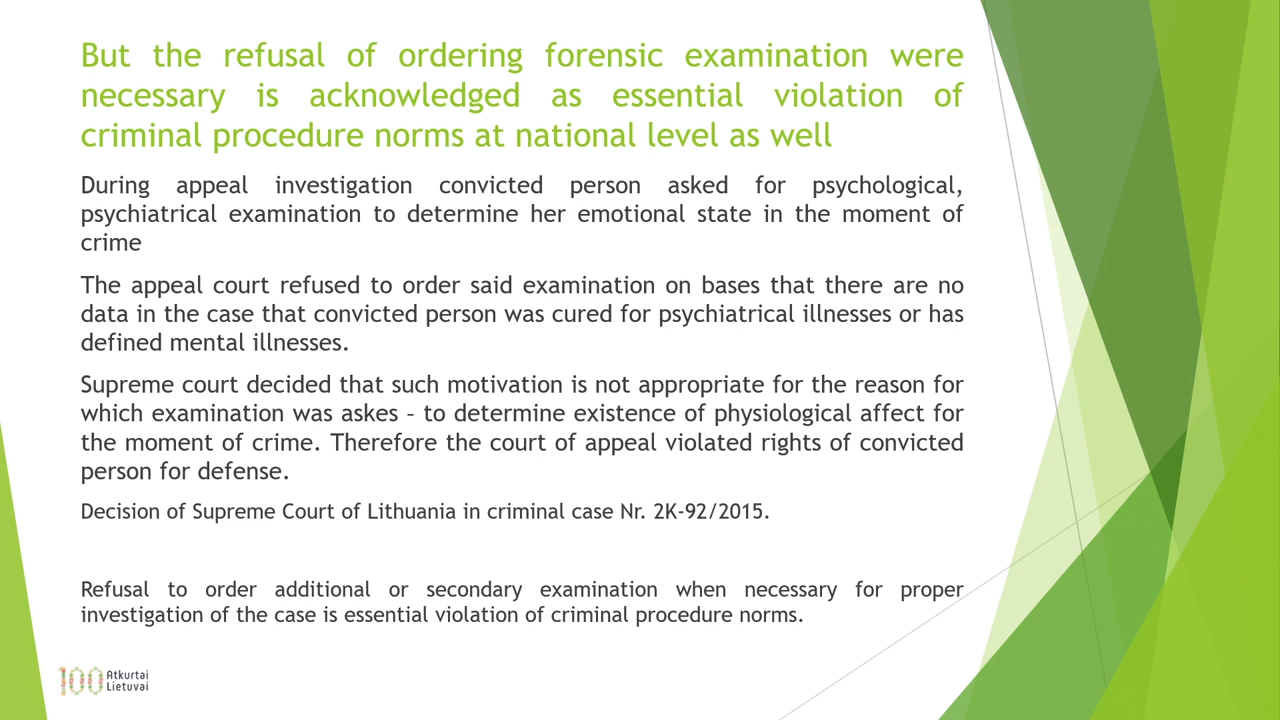 But the refusal of ordering forensic examination were
necessary is acknowledged as essential violation of
criminal procedure norms at national level as well
During appeal investigation convicted person asked for psychological,
psychiatrical examination to determine her emotional state in the moment of
crime
The appeal court refused to order said examination on bases that there are no
data in the case that convicted person was cured for psychiatrical illnesses or has
defined mental illnesses.
Supreme court decided that such motivation is not appropriate for the reason for
which examination was askes – to determine existence of physiological affect for
the moment of crime. Therefore the court of appeal violated rights of convicted
person for defense.
Decision of Supreme Court of Lithuania in criminal case Nr. 2K-92/2015.
Refusal to order additional or secondary examination when necessary for proper
investigation of the case is essential violation of criminal procedure norms.
100 Atkurtai
Lietuvai